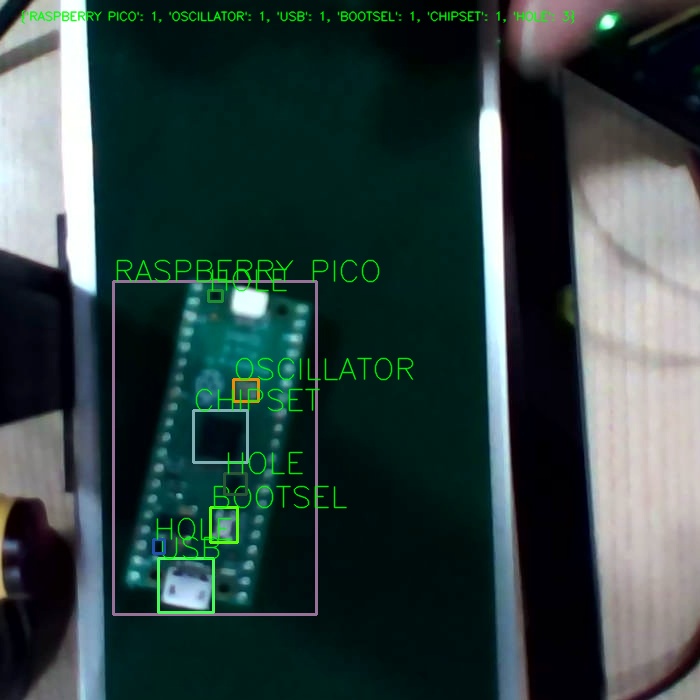 {'RASPBERRY PICO': 1, 'OSCILLATOR': 1, 'USB': 1, 'BOOTSEL': 1, 'CHIPSET': 1, 'HOLE': 3}
RASPBERRY PICO
HOLE
OSCILLATOR
CHIPSET
HOLE
BOOTSEL
HOLE
USB